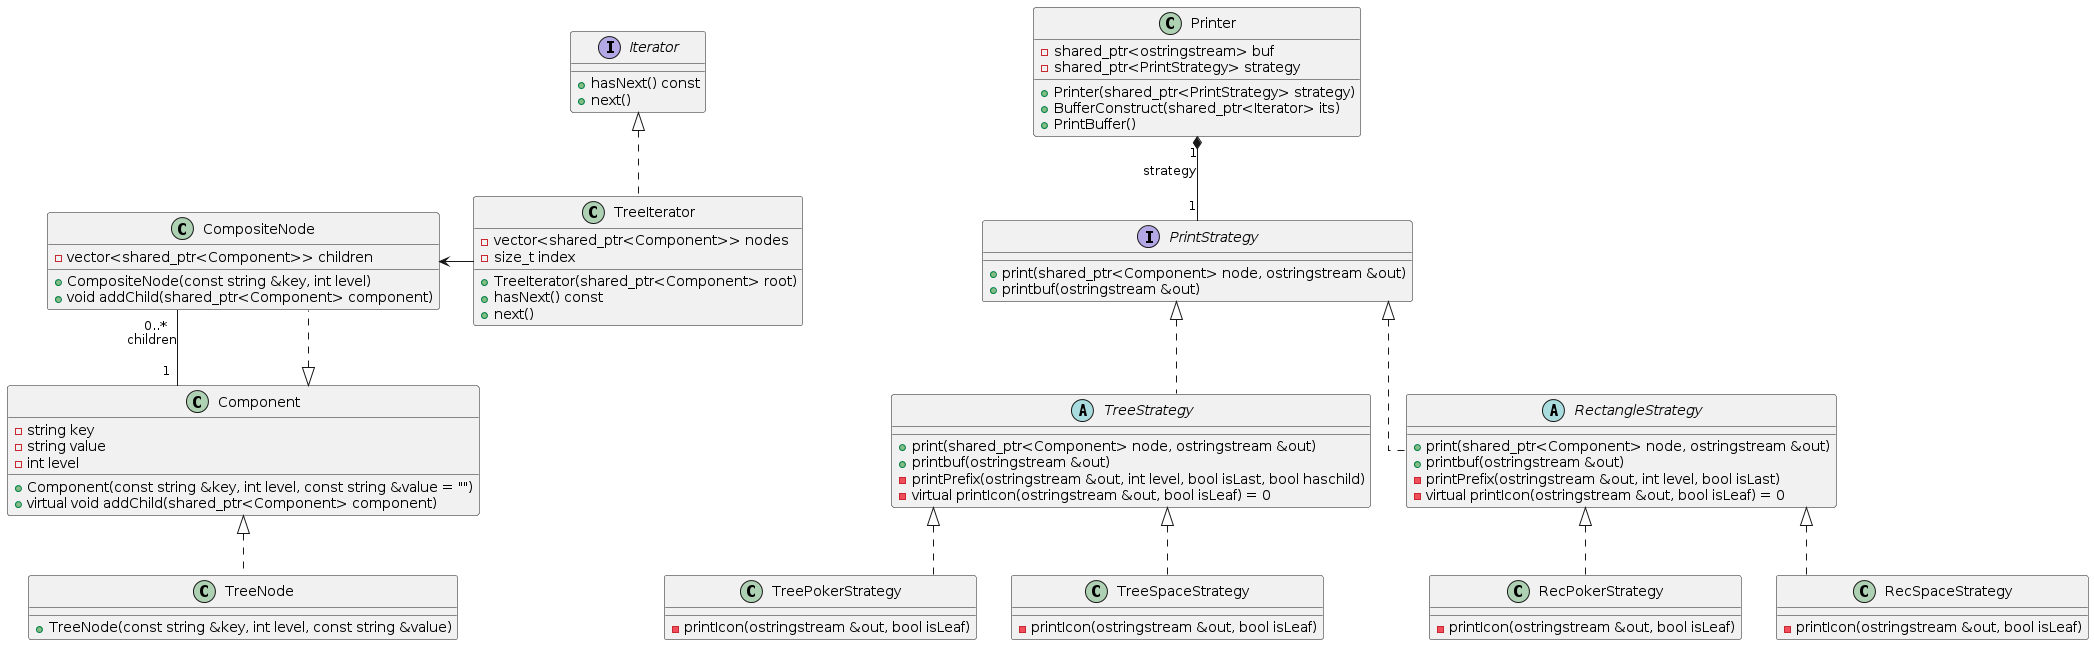 I Iterator
hasNext() const
next()
C Printer
shared_ptr<ostringstream> buf
shared_ptr<PrintStrategy> strategy
Printer(shared_ptr<PrintStrategy> strategy)
BufferConstruct(shared_ptr<Iterator> its)
PrintBuffer()
1
strategy
1
C CompositeNode
vector<shared_ptr<Component>> children
CompositeNode(const string &key, int level)
void addChild(shared_ptr<Component> component)
C TreeIterator
vector<shared_ptr<Component>> nodes
size_t index
TreeIterator(shared_ptr<Component> root)
hasNext() const
next()
I PrintStrategy
print(shared_ptr<Component> node, ostringstream &out)
printbuf(ostringstream &out)
0..*
children
1
C Component
string key
string value
int level
Component(const string &key, int level, const string &value = "")
virtual void addChild(shared_ptr<Component> component)
A TreeStrategy
print(shared_ptr<Component> node, ostringstream &out)
printbuf(ostringstream &out)
printPrefix(ostringstream &out, int level, bool isLast, bool haschild)
virtual printIcon(ostringstream &out, bool isLeaf) = 0
A RectangleStrategy
print(shared_ptr<Component> node, ostringstream &out)
printbuf(ostringstream &out)
printPrefix(ostringstream &out, int level, bool isLast)
virtual printIcon(ostringstream &out, bool isLeaf) = 0
C TreeNode
TreeNode(const string &key, int level, const string &value)
C TreePokerStrategy
printIcon(ostringstream &out, bool isLeaf)
C TreeSpaceStrategy
printIcon(ostringstream &out, bool isLeaf)
C RecPokerStrategy
printIcon(ostringstream &out, bool isLeaf)
C RecSpaceStrategy
printIcon(ostringstream &out, bool isLeaf)